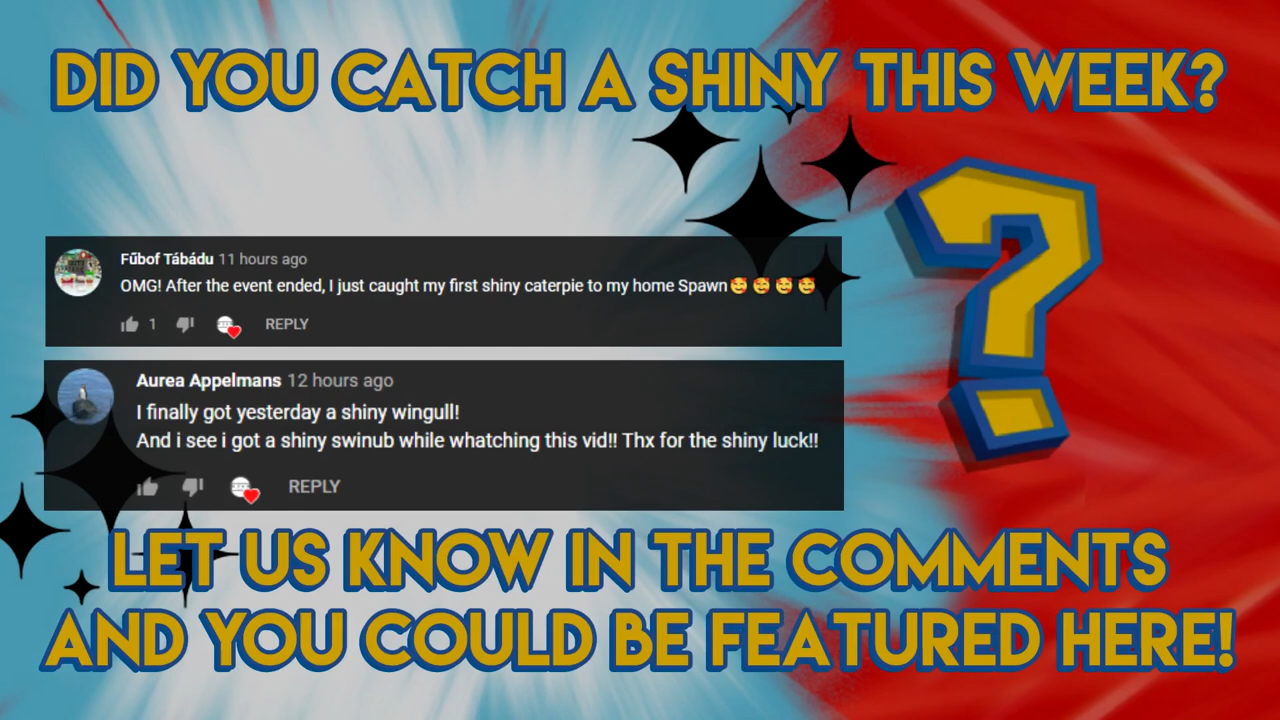 DID YOU CATCH A SHINY THIS WEEK?
Fűbof Tábádu 11 hours ago
OMG! After the event ended, I just caught my first shiny caterpie to my home Spawn🥰🥰🥰🥰
1 REPLY
Aurea Appelmans 12 hours ago
I finally got yesterday a shiny wingull!
And i see i got a shiny swinub while whatching this vid!! Thx for the shiny luck!!
REPLY
LET US KNOW IN THE COMMENTS
AND YOU COULD BE FEATURED HERE!